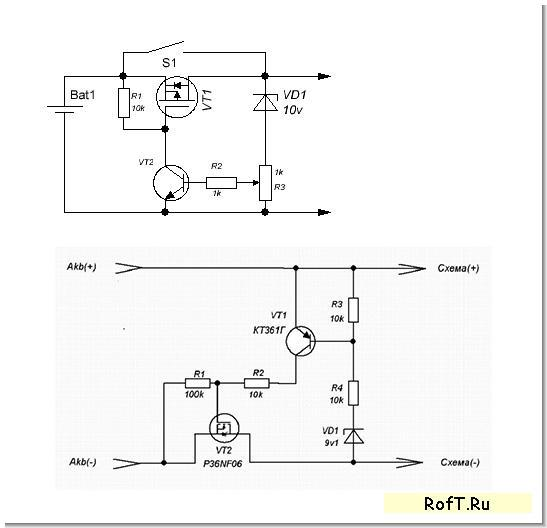 S1
Bat1
R1
10k
VT1
VD1
10v
VT2
R2
1k
1k
R3
Akb(+)
Схема(+)
VT1
КТ361Г
R3
10k
R1
100k
R2
10k
R4
10k
VD1
9v1
VT2
P36NF06
Akb(-)
Схема(-)
RofT.Ru